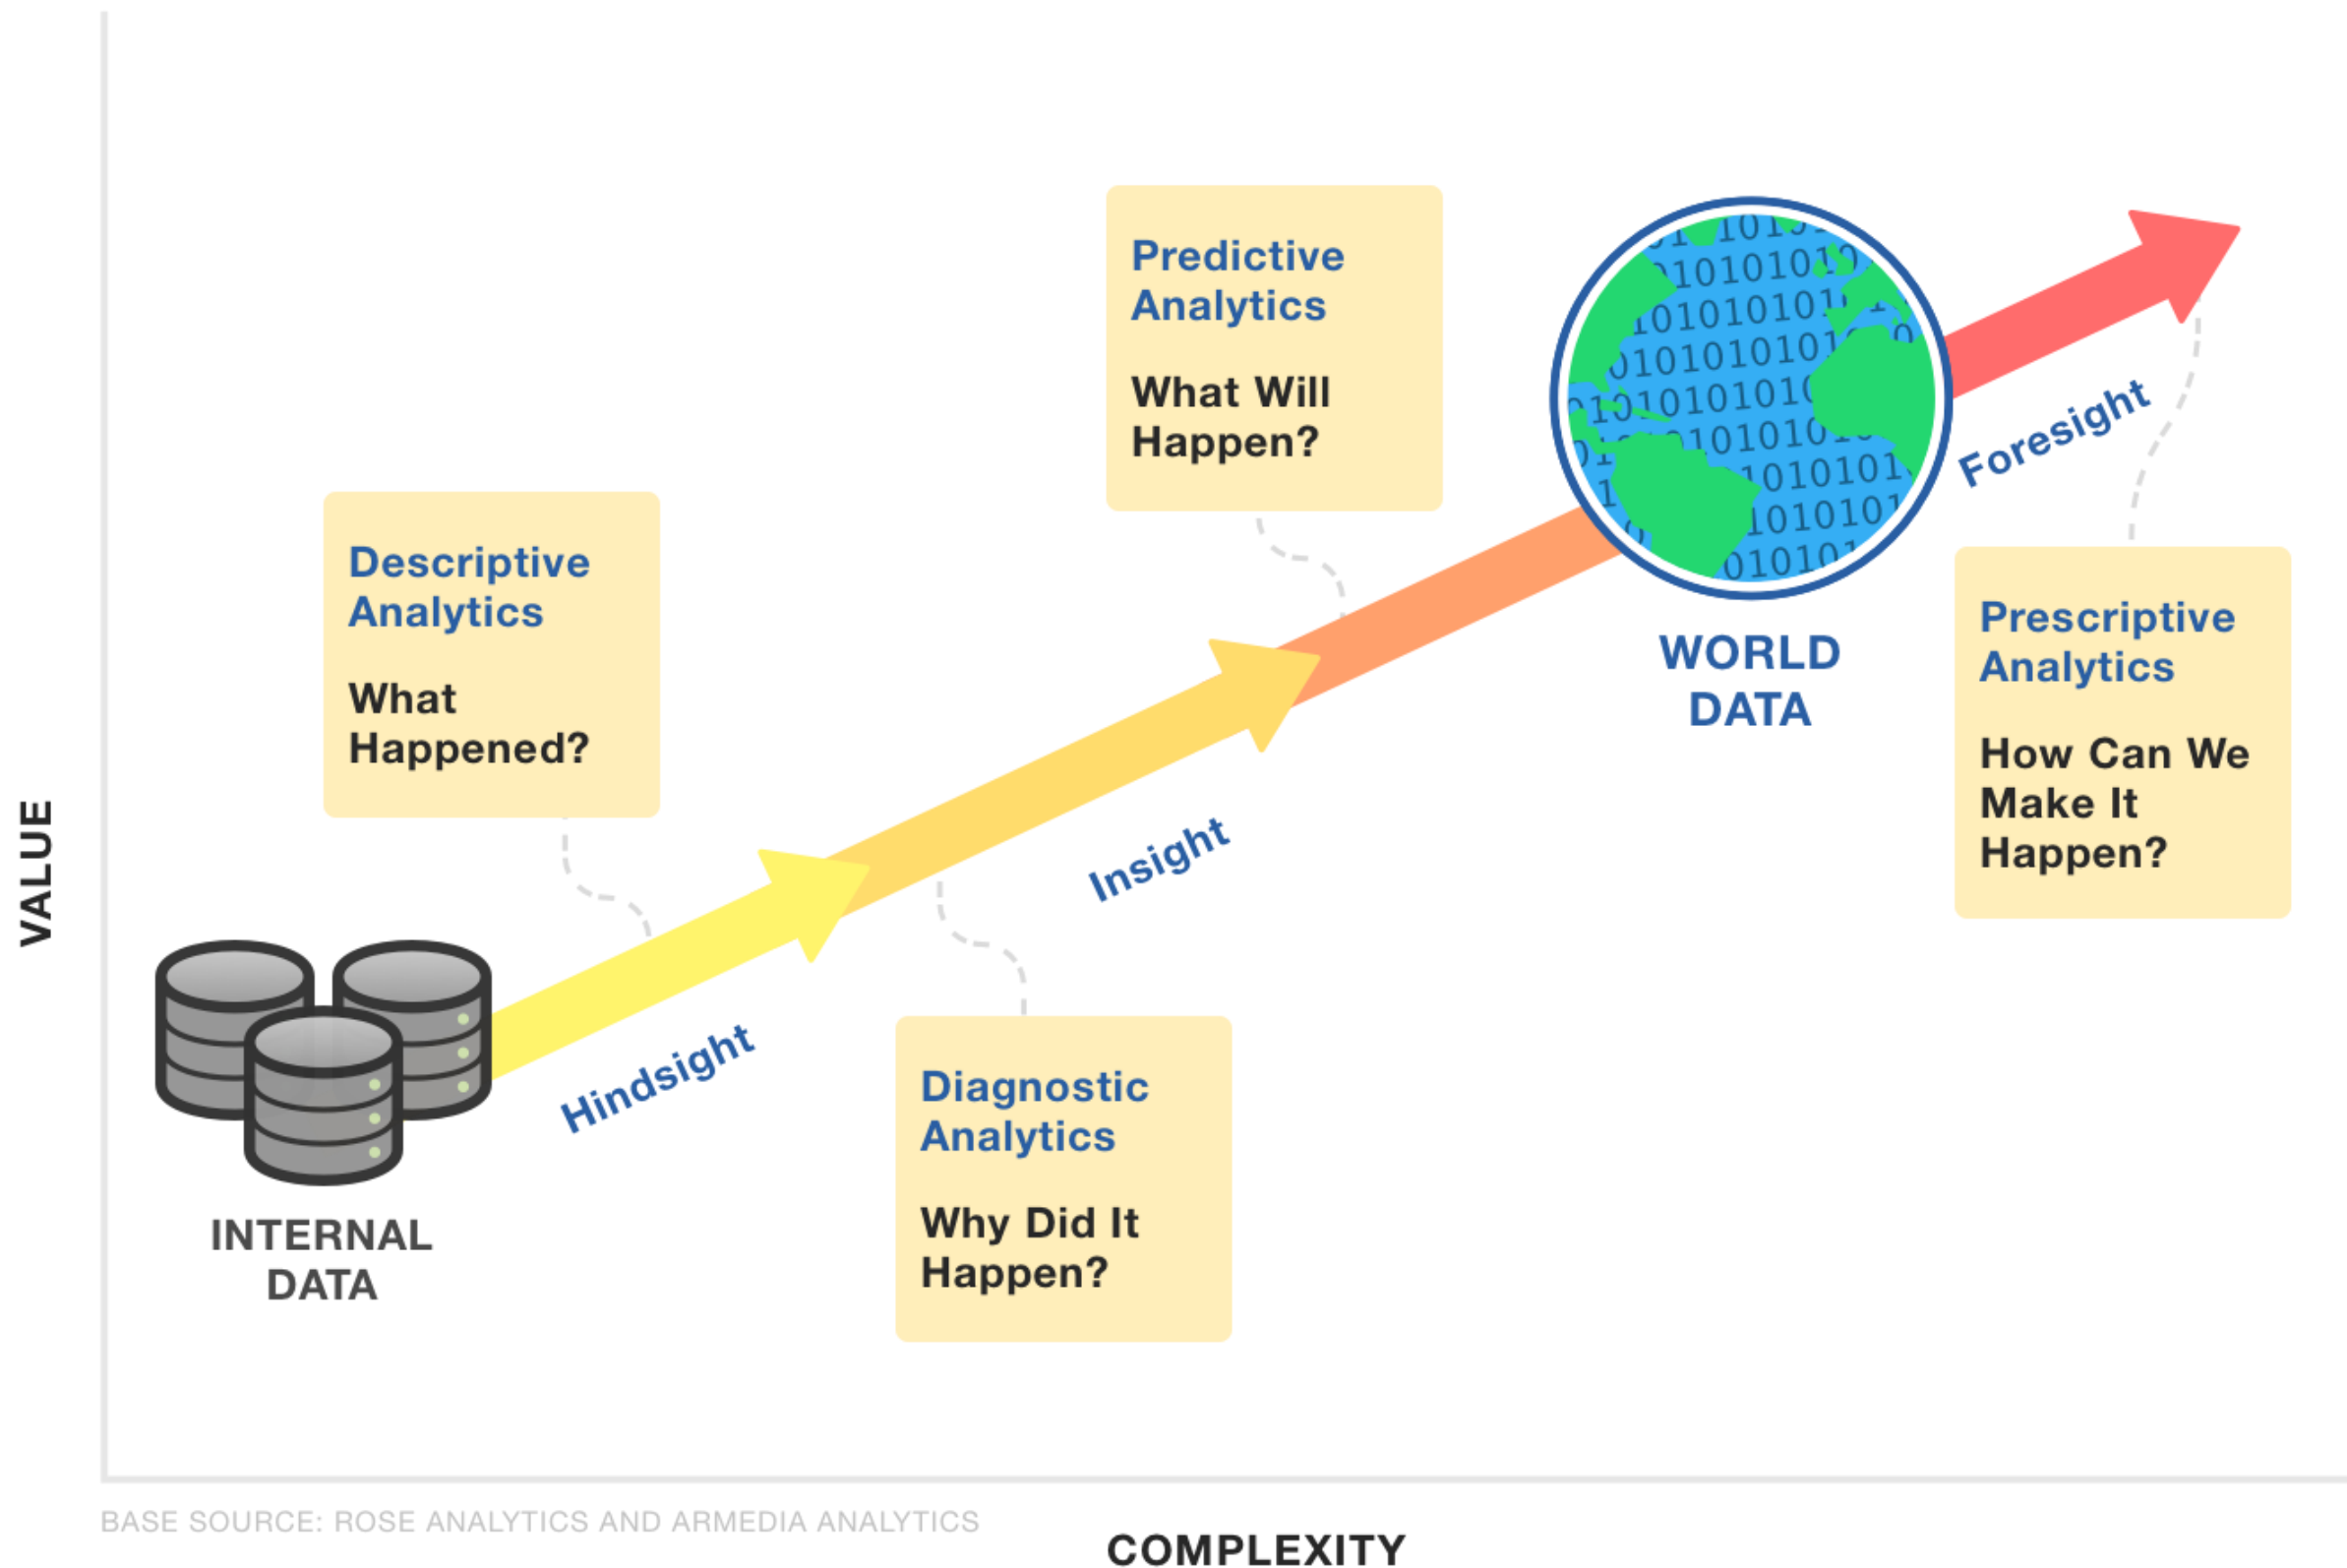 Predictive
Analytics
What Will
Happen?
Foresight
Descriptive
Analytics
What
Happened?
WORLD
DATA
Prescriptive
Analytics
How Can We
Make It
Happen?
VALUE
Insight
Hindsight
INTERNAL
DATA
Diagnostic
Analytics
Why Did It
Happen?
BASE SOURCE: ROSE ANALYTICS AND ARMEDIA ANALYTICS
COMPLEXITY